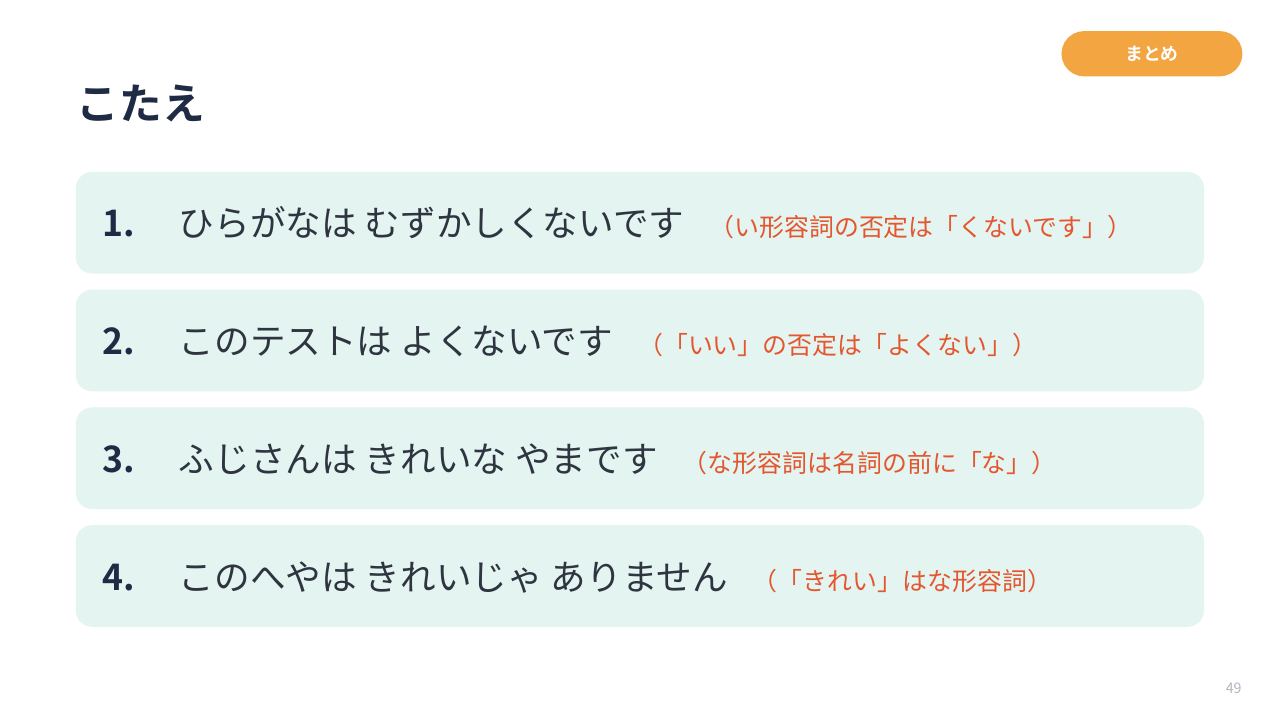 まとめ
こたえ
1. ひらがなは むずかしくないです （い形容詞の否定は「くないです」）
2. このテストは よくないです （「いい」の否定は「よくない」）
3. ふじさんは きれいな やまです （な形容詞は名詞の前に「な」）
4. このへやは きれいじゃ ありません （「きれい」はな形容詞）
49